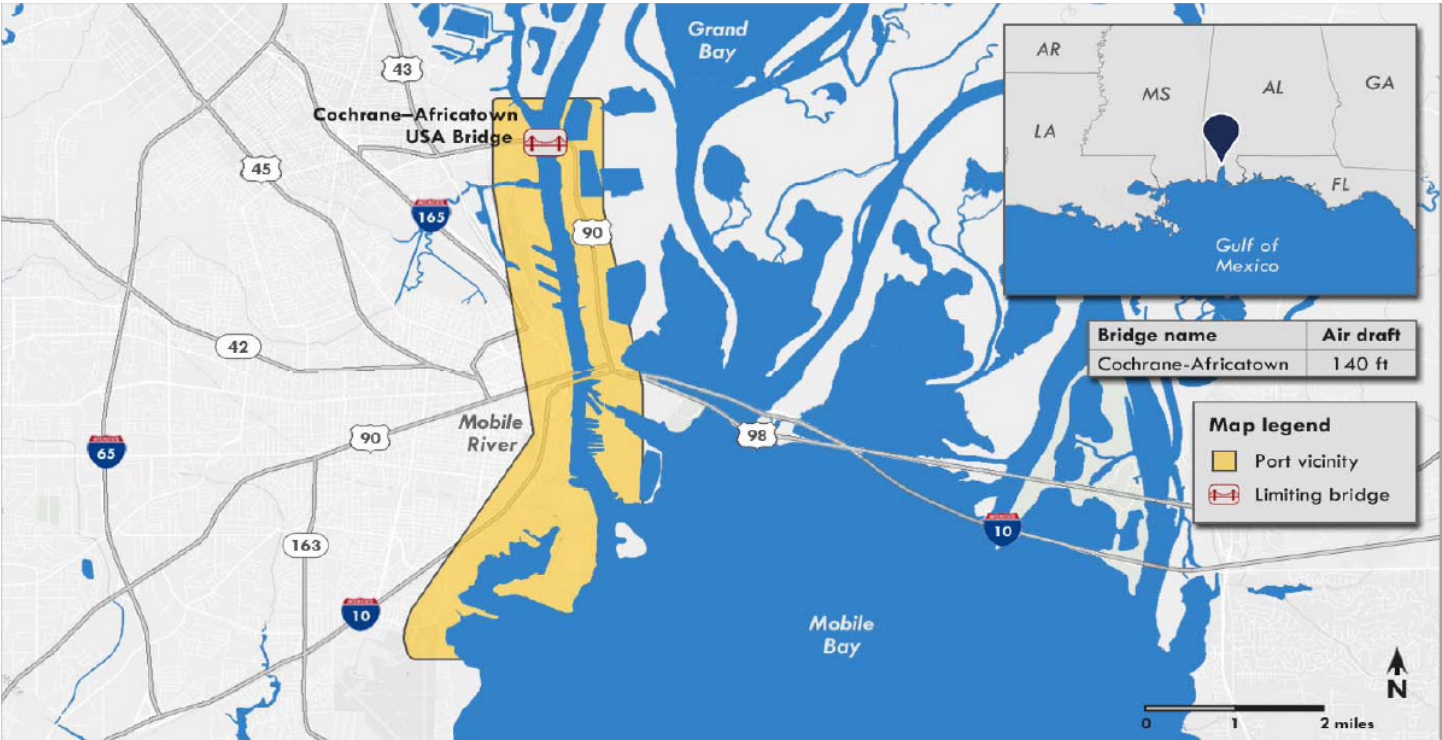 Grand
Bay
43
Cochrane–Africatown
USA Bridge
45
165
90
42
Mobile
River
90
65
98
163
10
10
Mobile
Bay
AR
MS
AL
GA
LA
FL
Gulf of
Mexico
Bridge name Air draft
Cochrane-Africatown 140 ft
Map legend
Port vicinity
Limiting bridge
N
0 1 2 miles